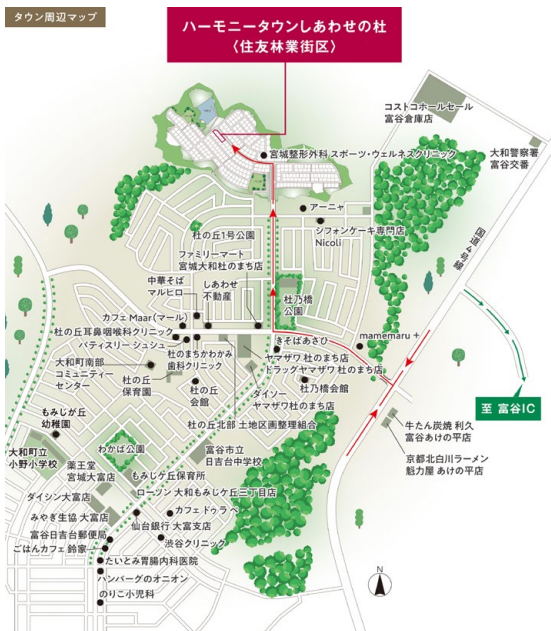 タウン周辺マップ
ハーモニータウンしあわせの杜
〈住友林業街区〉
コストコホールセール
富谷倉庫店
大和警察署
富谷交番
宮城整形外科 スポーツ・ウェルネスクリニック
アーニャ
シフォンケーキ専門店
Nicoli
国道4号線
杜の丘1号公園
ファミリーマート
宮城大和杜のまち店
中華そば
マルヒロ
しあわせ
不動産
杜乃橋
公園
カフェ Maar(マール)
杜の丘耳鼻咽喉科クリニック
パティスリー シュシュ
きそばあさひ
mamemaru +
杜のまちかわかみ
歯科クリニック
ヤマザワ 杜のまち店
ドラッグヤマザワ 杜のまち店
大和町南部
コミュニティー
センター
杜の丘
保育園
杜の丘
会館
ダイソー
ヤマザワ杜のまち店
杜乃橋会館
至 富谷IC
もみじが丘
幼稚園
杜の丘北部 土地区画整理組合
牛たん炭焼 利久
富谷あけの平店
大和町立
小野小学校
わかば公園
富谷市立
日吉台中学校
京都北白川ラーメン
魁力屋 あけの平店
薬王堂
宮城大富店
もみじケ丘保育所
ダイシン大富店
ローソン 大和もみじケ丘三丁目店
みやぎ生協 大富店
カフェ ドゥラ ペ
仙台銀行 大富支店
富谷日吉台郵便局
渋谷クリニック
ごはんカフェ 鈴家
たいとみ胃腸内科医院
ハンバーグのオニオン
のりこ小児科
N